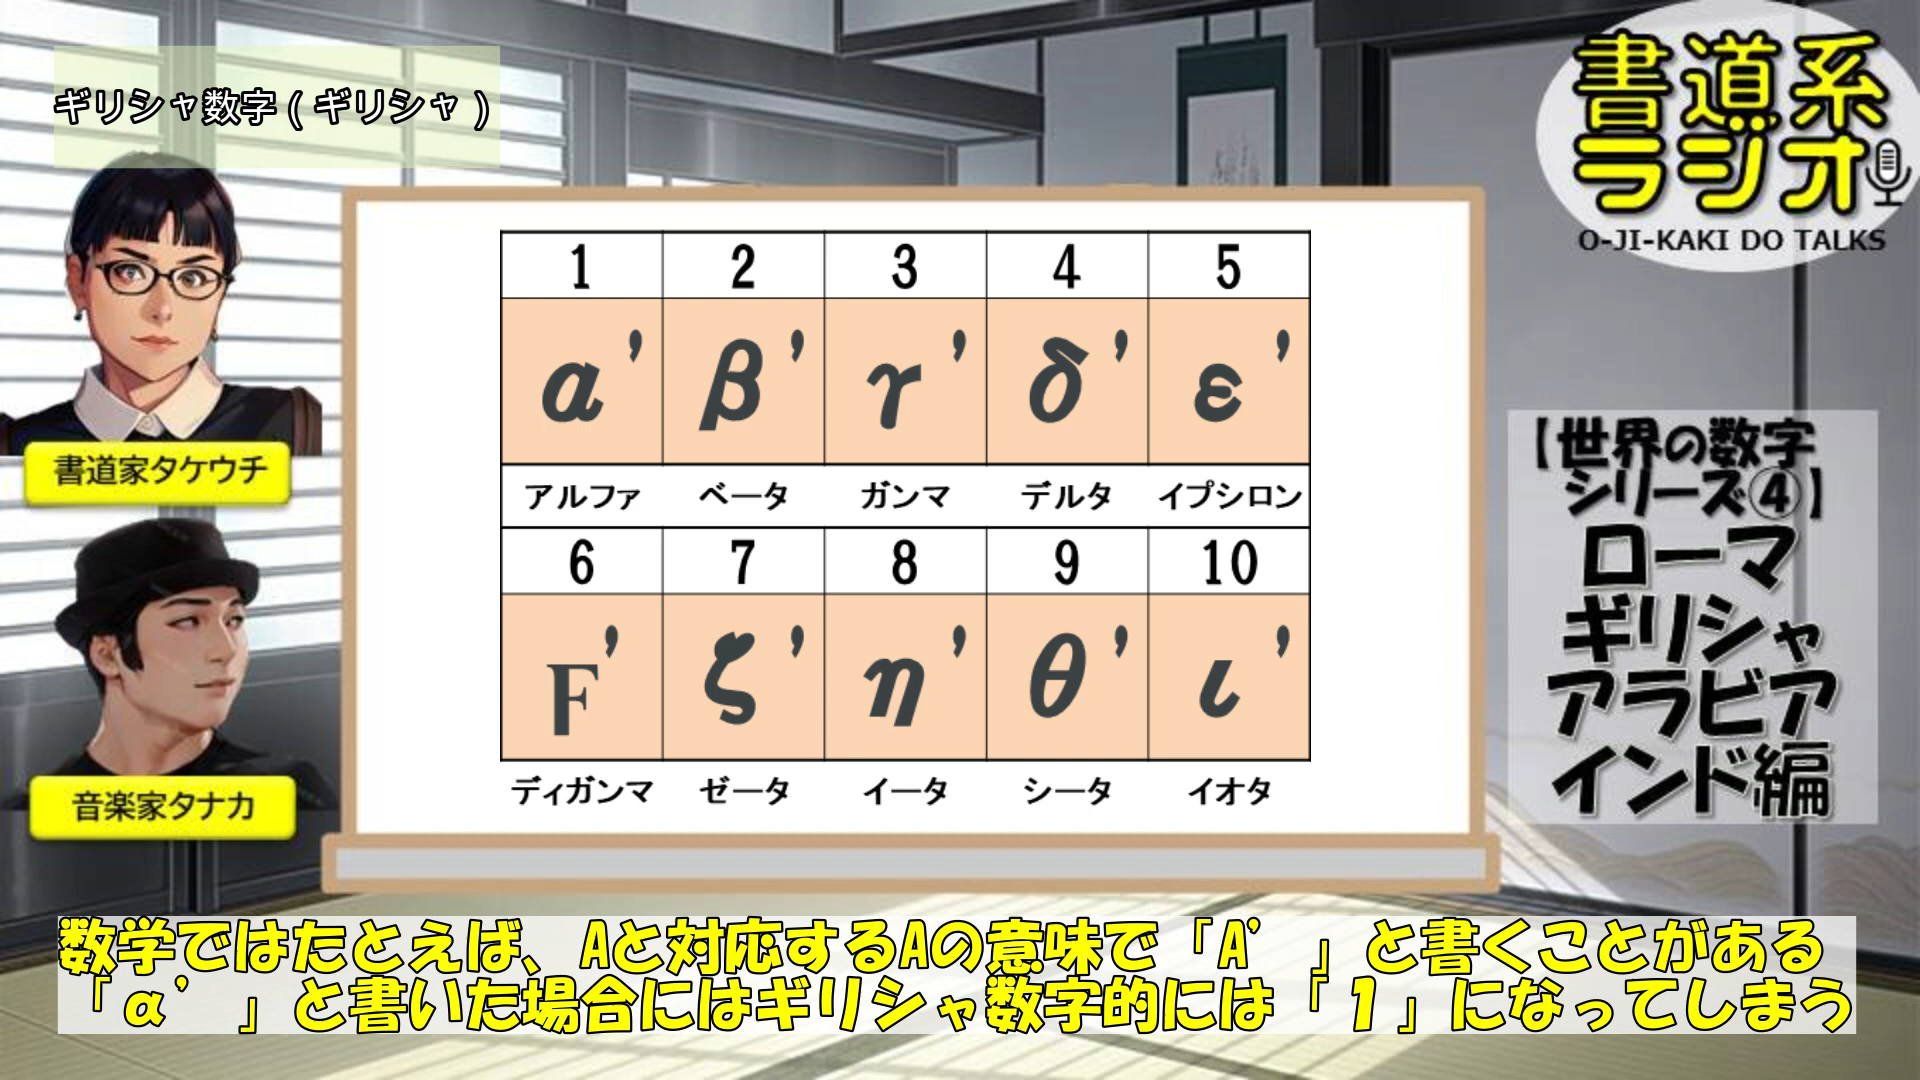 ギリシャ数字(ギリシャ)
書道系
ラジオ
O-JI-KAKI DO TALKS
1 2 3 4 5
α’ β’ γ’ δ’ ε’
アルファ ベータ ガンマ デルタ イプシロン
6 7 8 9 10
F’ ζ’ η’ θ’ ι’
ディガンマ ゼータ イータ シータ イオタ
書道家タケウチ
音楽家タナカ
【世界の数字
シリーズ④】
ローマ
ギリシャ
アラビア
インド編
数学ではたとえば、Aと対応するAの意味で「A’」と書くことがある
「α’」と書いた場合にはギリシャ数字的には「1」になってしまう